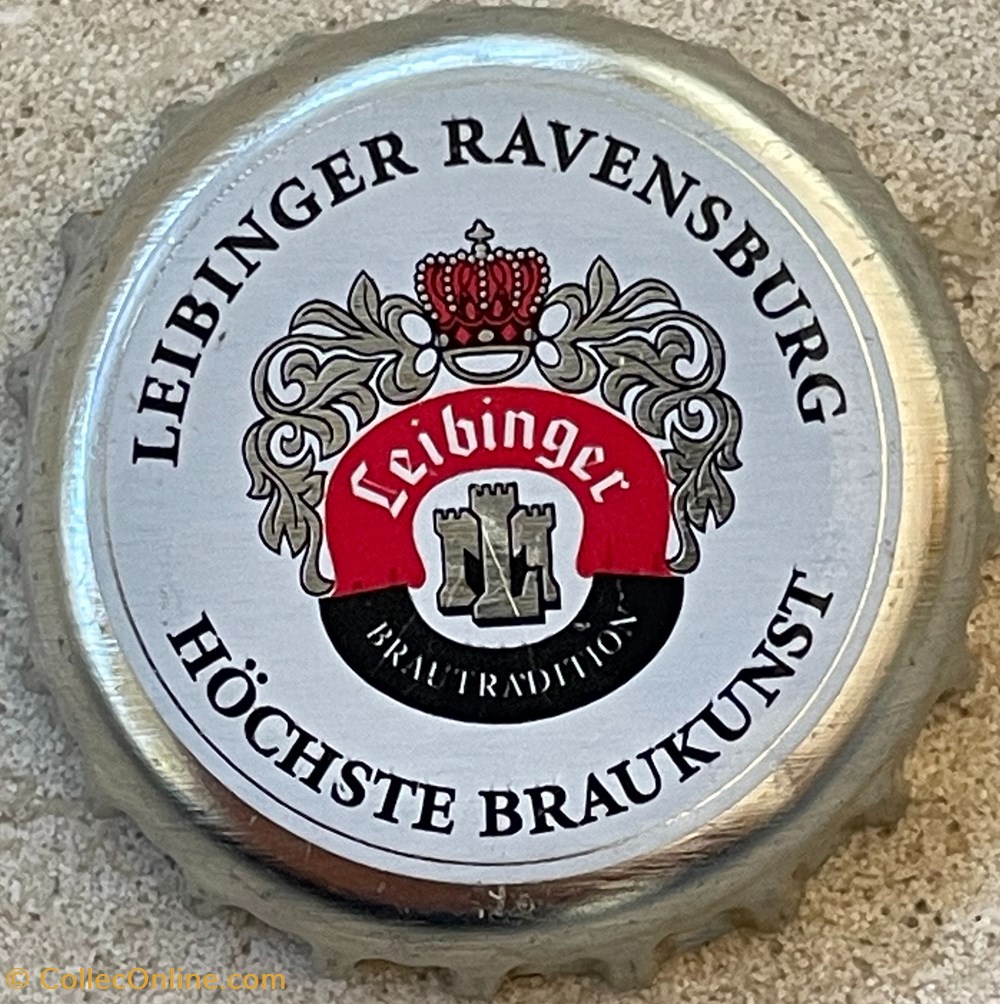 LEIBINGER RAVENSBURG
Leibinger
BRAUTRADITION
HÖCHSTE BRAUKUNST
© CollecOnline.com